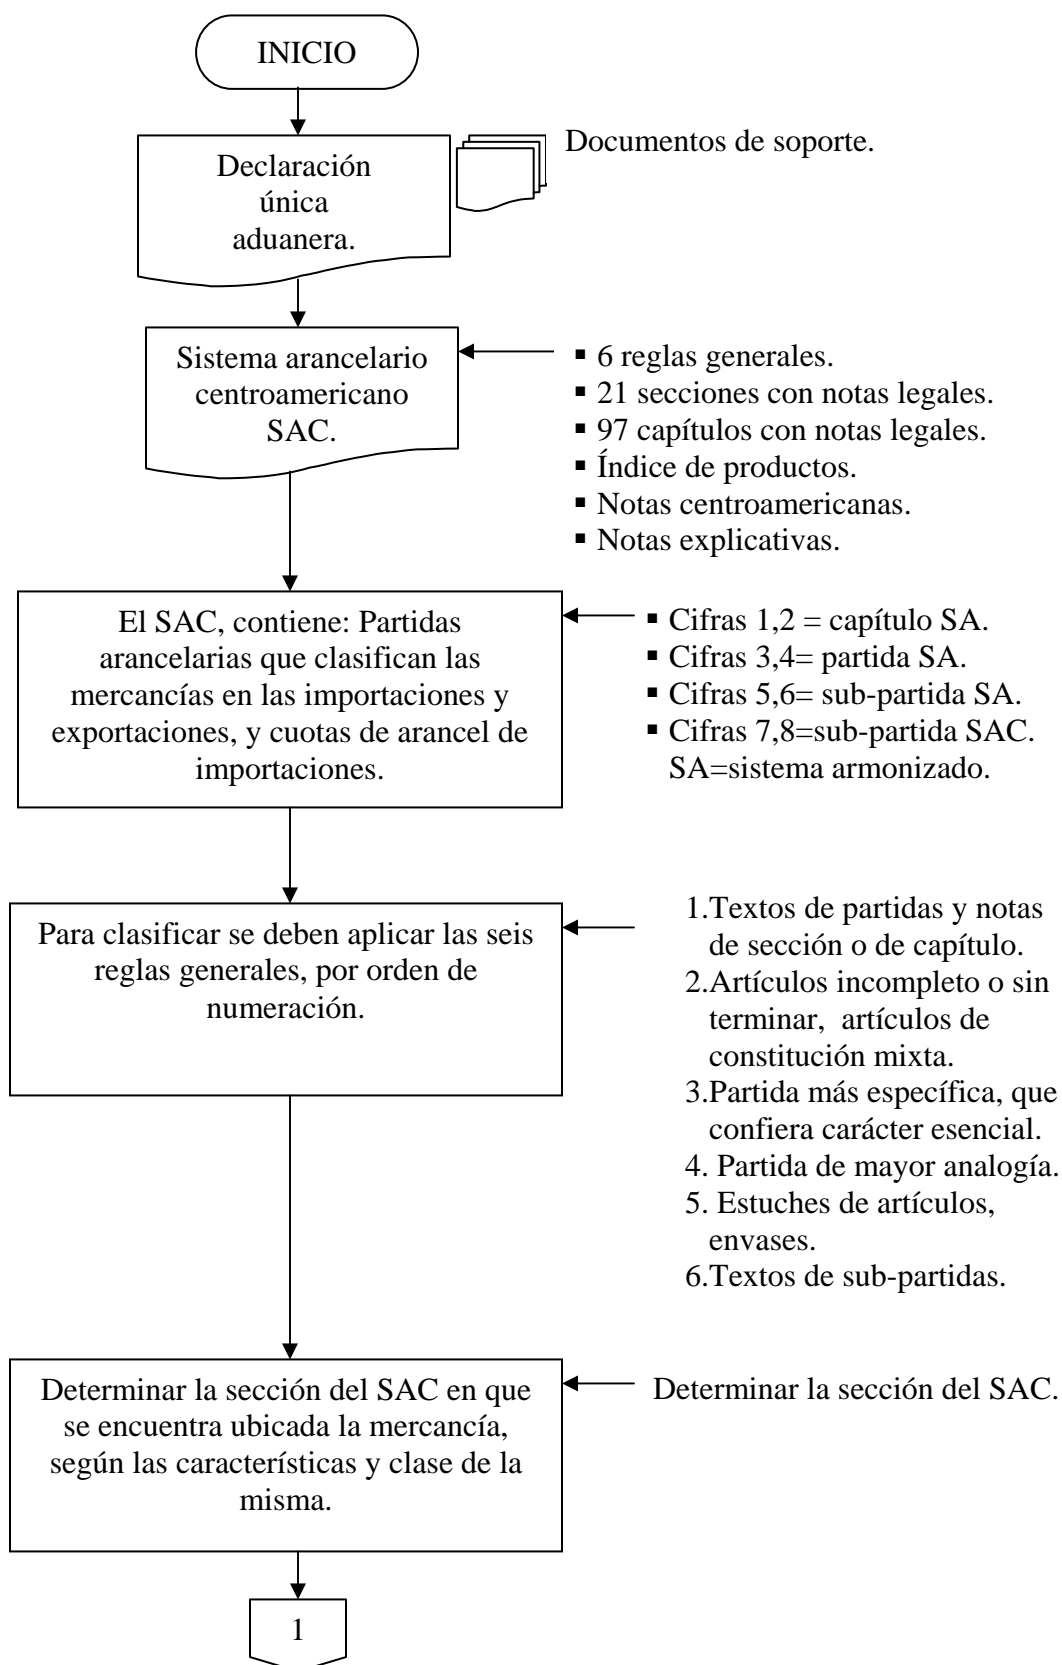 INICIO
Declaración
única
aduanera.
Documentos de soporte.
Sistema arancelario
centroamericano
SAC.
▪ 6 reglas generales.
▪ 21 secciones con notas legales.
▪ 97 capítulos con notas legales.
▪ Índice de productos.
▪ Notas centroamericanas.
▪ Notas explicativas.
El SAC, contiene: Partidas
arancelarias que clasifican las
mercancías en las importaciones y
exportaciones, y cuotas de arancel de
importaciones.
▪ Cifras 1,2 = capítulo SA.
▪ Cifras 3,4= partida SA.
▪ Cifras 5,6= sub-partida SA.
▪ Cifras 7,8=sub-partida SAC.
SA=sistema armonizado.
Para clasificar se deben aplicar las seis
reglas generales, por orden de
numeración.
1.Textos de partidas y notas
de sección o de capítulo.
2.Artículos incompleto o sin
terminar, artículos de
constitución mixta.
3.Partida más específica, que
confiera carácter esencial.
4. Partida de mayor analogía.
5. Estuches de artículos,
envases.
6.Textos de sub-partidas.
Determinar la sección del SAC en que
se encuentra ubicada la mercancía,
según las características y clase de la
misma.
Determinar la sección del SAC.
1